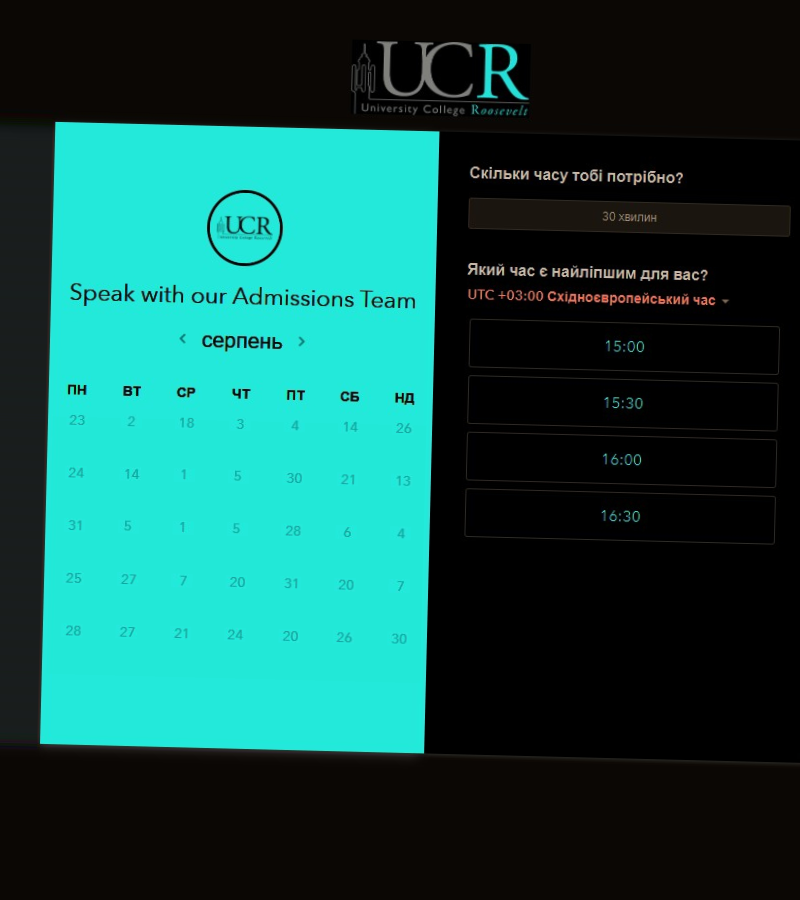 UCR
University College Roosevelt
UCR
Speak with our Admissions Team
серпень
ПН ВТ СР ЧТ ПТ СБ НД
23 2 18 3 4 14 26
24 14 1 5 30 21 13
31 5 1 5 28 6 4
25 27 7 20 31 20 7
28 27 21 24 20 26 30
Скільки часу тобі потрібно?
30 хвилин
Який час є найліпшим для вас?
UTC +03:00 Східноєвропейський час
15:00
15:30
16:00
16:30